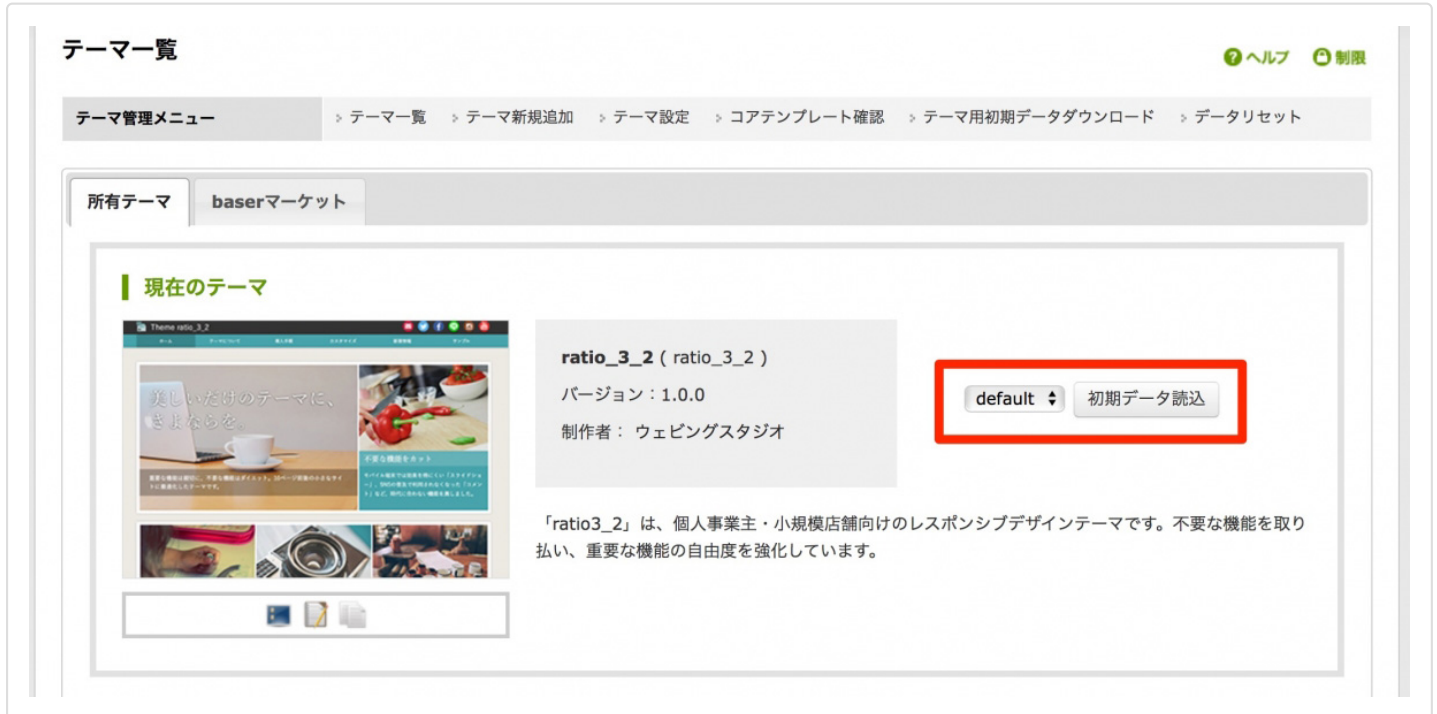 テーマ一覧
ヘルプ 制限
テーマ管理メニュー テーマ一覧 テーマ新規追加 テーマ設定 コアテンプレート確認 テーマ用初期データダウンロード データリセット
所有テーマ baserマーケット
現在のテーマ
Theme ratio_3_2
美しいだけのテーマに、
さよならを。
不要な機能をカット
ratio_3_2 ( ratio_3_2 )
バージョン：1.0.0
制作者： ウェビングスタジオ
default 初期データ読込
「ratio3_2」は、個人事業主・小規模店舗向けのレスポンシブデザインテーマです。不要な機能を取り
払い、重要な機能の自由度を強化しています。